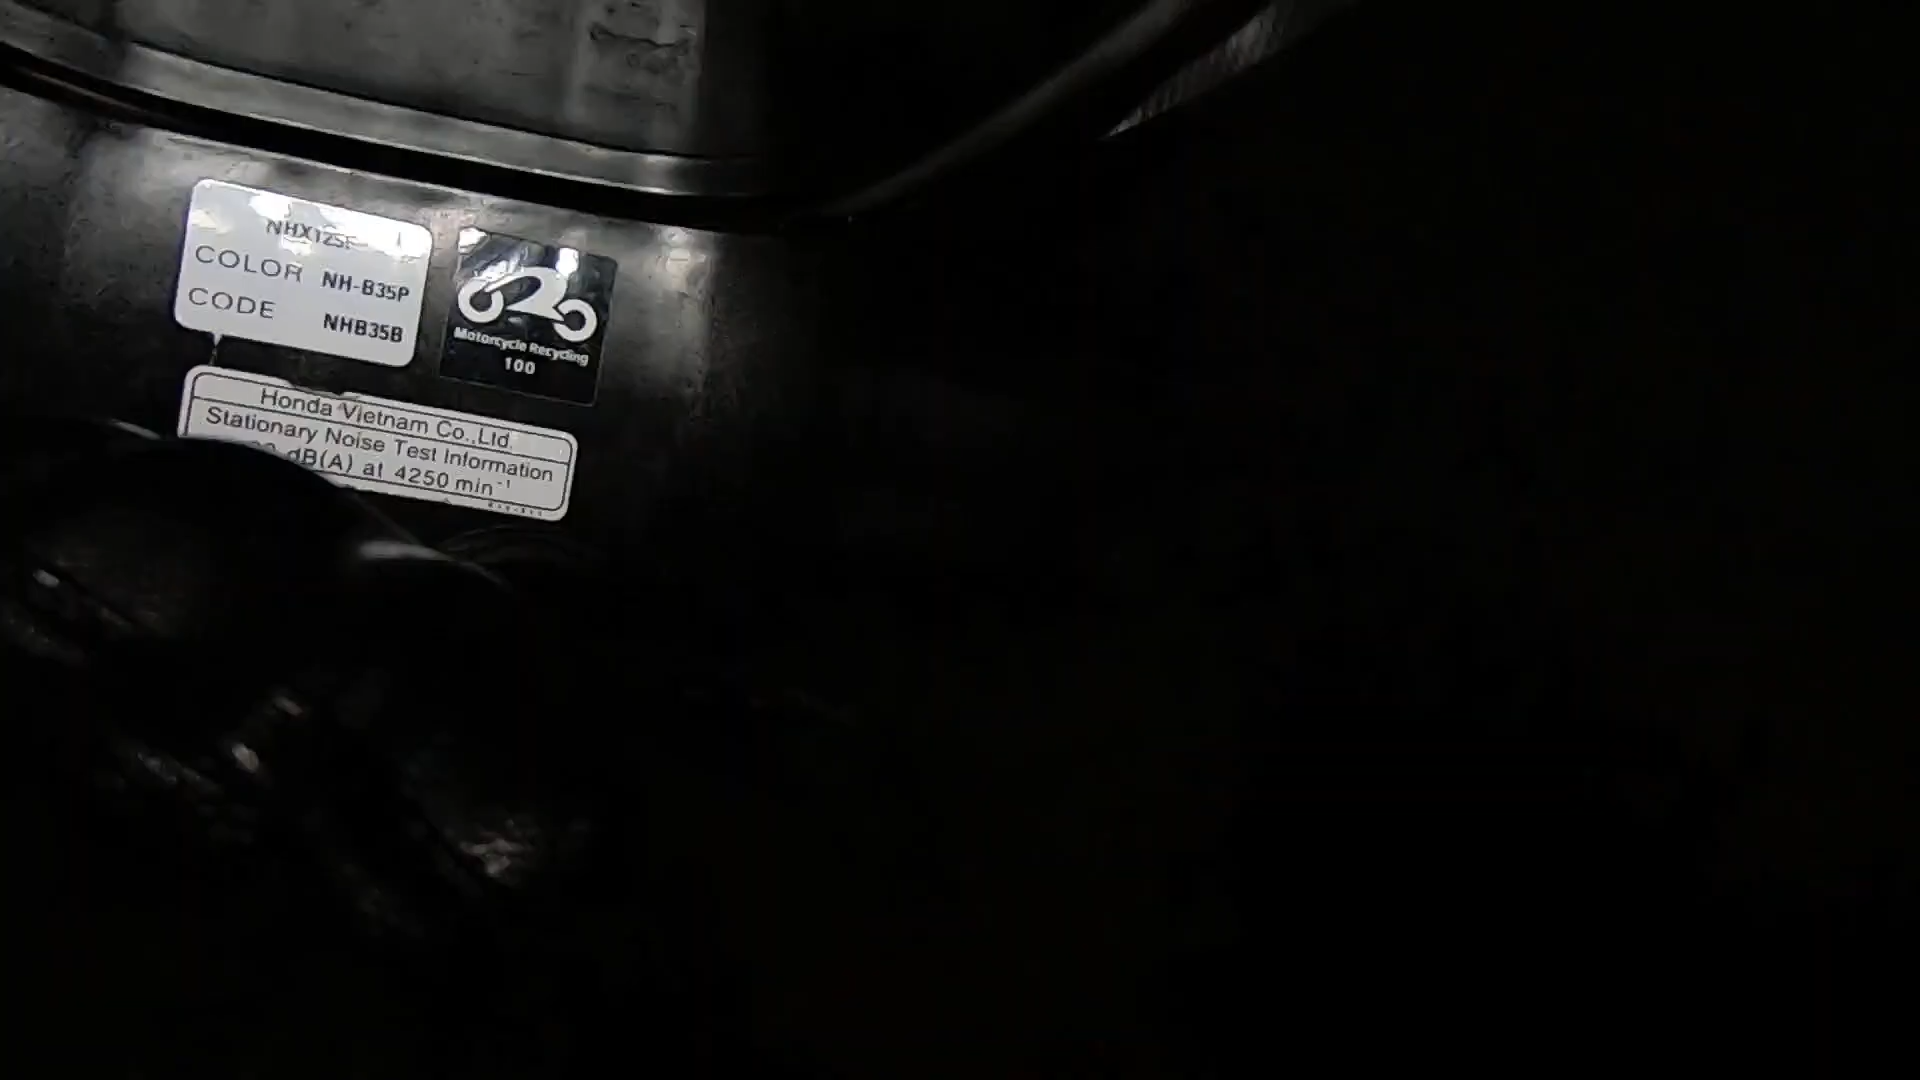 NHX125F
COLOR NH-B35P
CODE NHB35B
Motorcycle Recycling
100
Honda Vietnam Co.,Ltd.
Stationary Noise Test Information
dB(A) at 4250 min⁻¹